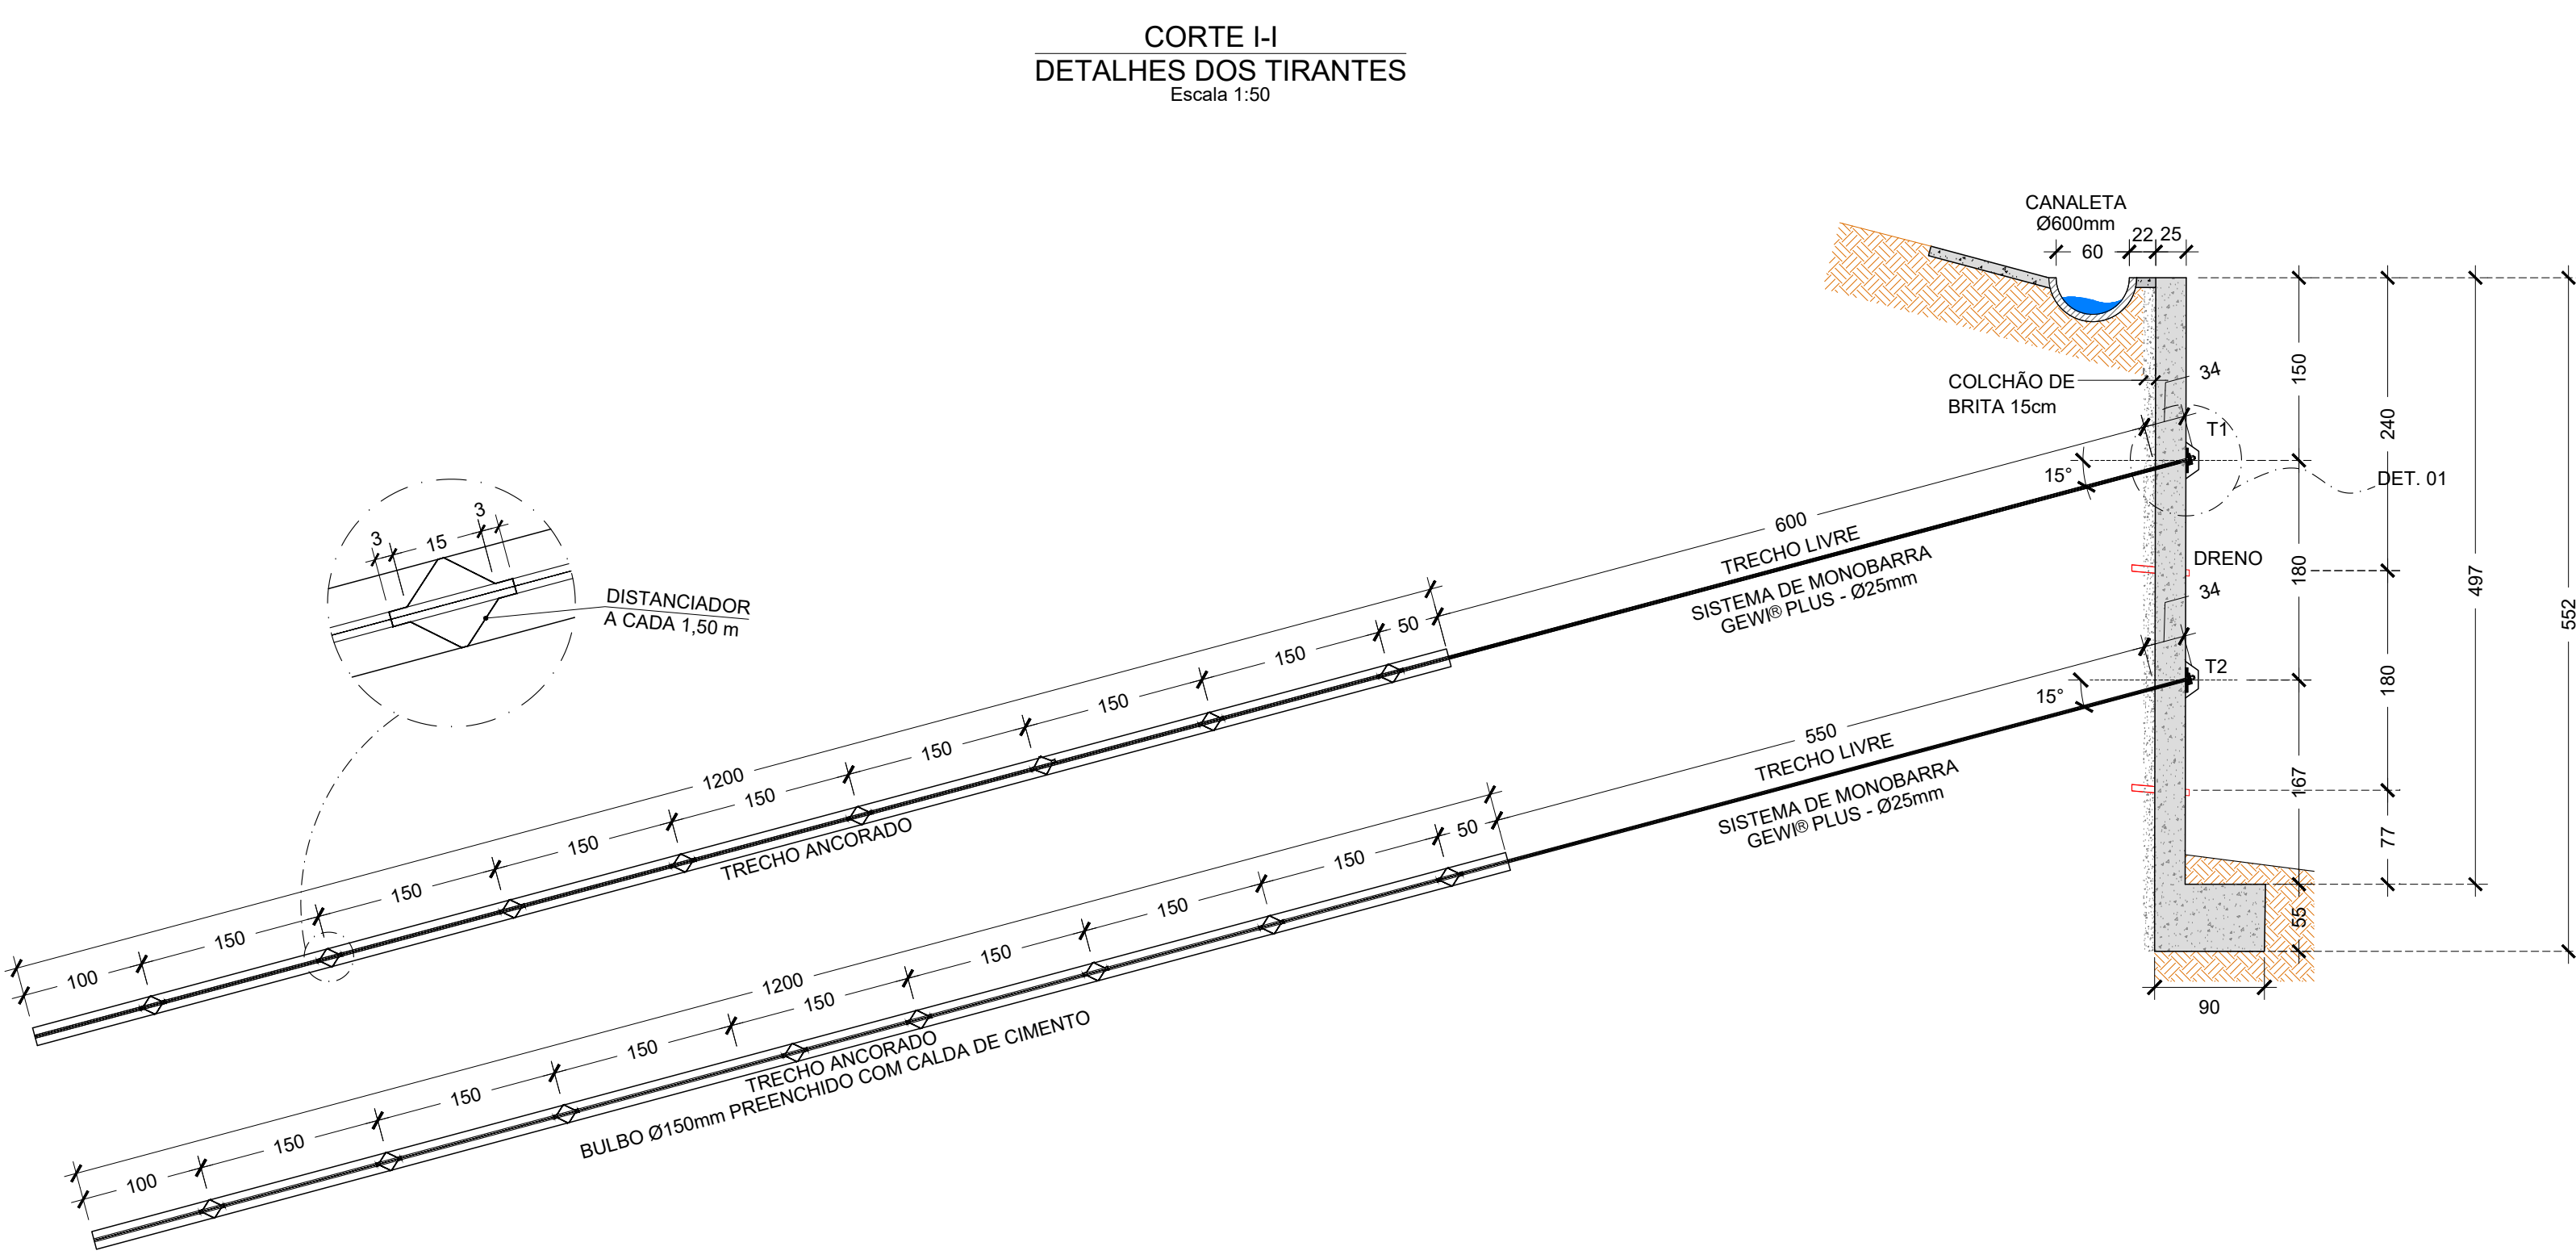 CORTE I-I
DETALHES DOS TIRANTES
Escala 1:50
CANALETA
Ø600mm
60
22
25
COLCHÃO DE
BRITA 15cm
34
T1
15°
DET. 01
DRENO
34
T2
15°
150
180
167
55
240
180
77
497
552
90
3
15
3
DISTANCIADOR
A CADA 1,50 m
600
TRECHO LIVRE
SISTEMA DE MONOBARRA
GEWI® PLUS - Ø25mm
1200
100
150
150
150
150
150
150
150
50
TRECHO ANCORADO
550
TRECHO LIVRE
SISTEMA DE MONOBARRA
GEWI® PLUS - Ø25mm
1200
100
150
150
150
150
150
150
150
50
TRECHO ANCORADO
BULBO Ø150mm PREENCHIDO COM CALDA DE CIMENTO